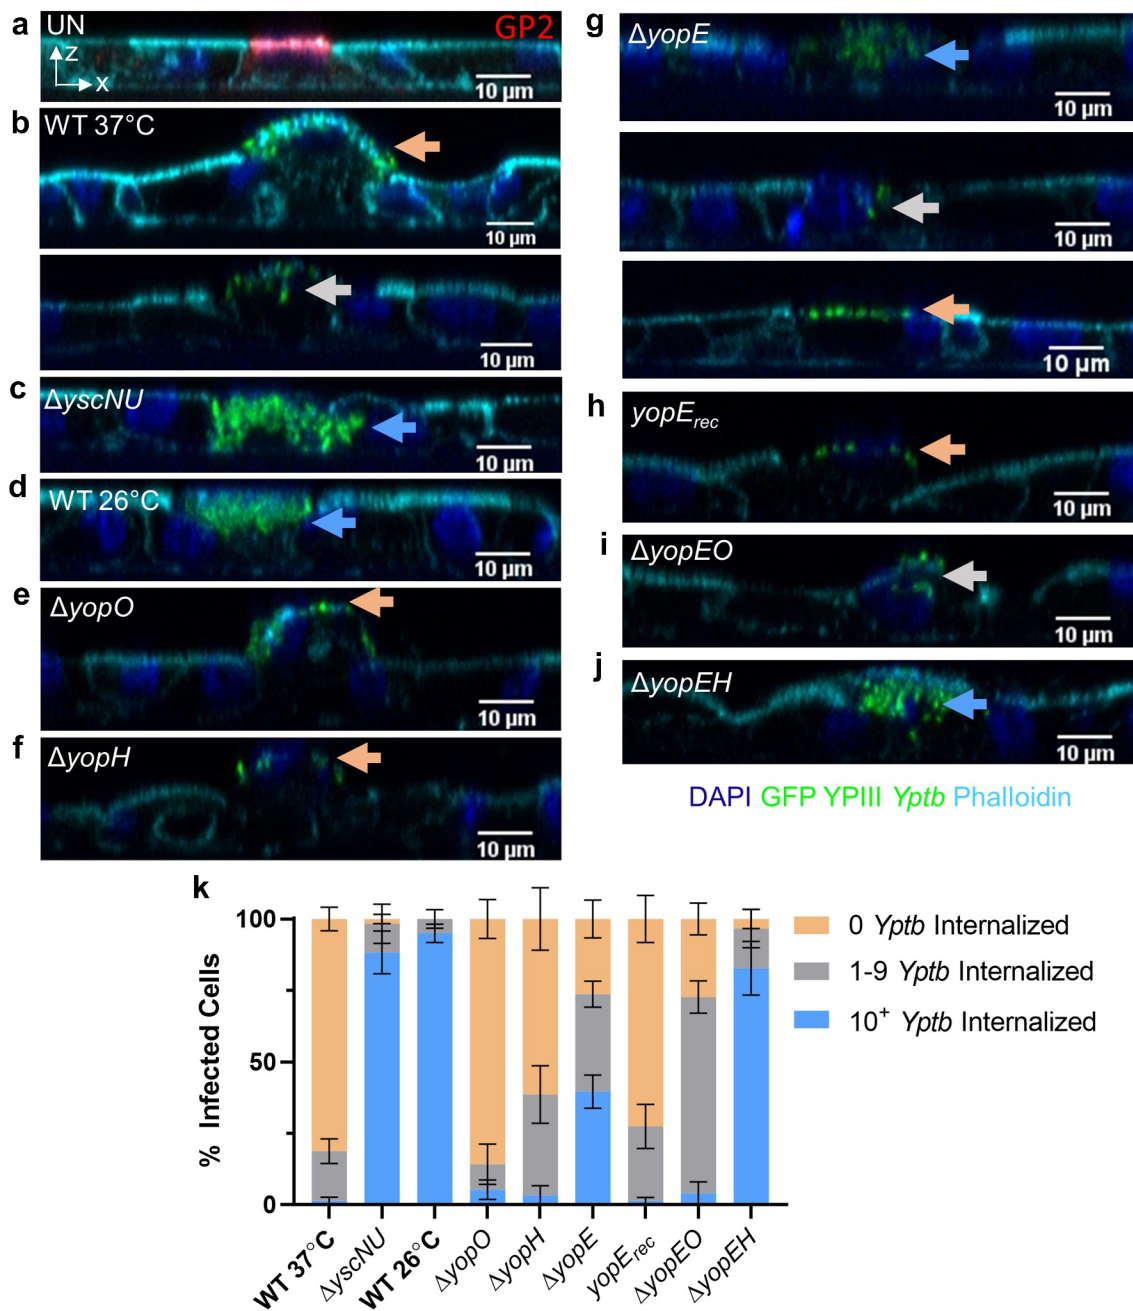 a
UN
GP2
z
x
10 µm
b
WT 37°C
10 µm
10 µm
c
ΔyscNU
10 µm
d
WT 26°C
10 µm
e
ΔyopO
10 µm
f
ΔyopH
10 µm
g
ΔyopE
10 µm
10 µm
10 µm
h
yopErec
10 µm
i
ΔyopEO
10 µm
j
ΔyopEH
10 µm
DAPI GFP YPIII Yptb Phalloidin
k
% Infected Cells
100
50
0
WT 37°C
ΔyscNU
WT 26°C
ΔyopO
ΔyopH
ΔyopE
yopErec
ΔyopEO
ΔyopEH
0 Yptb Internalized
1-9 Yptb Internalized
10+ Yptb Internalized